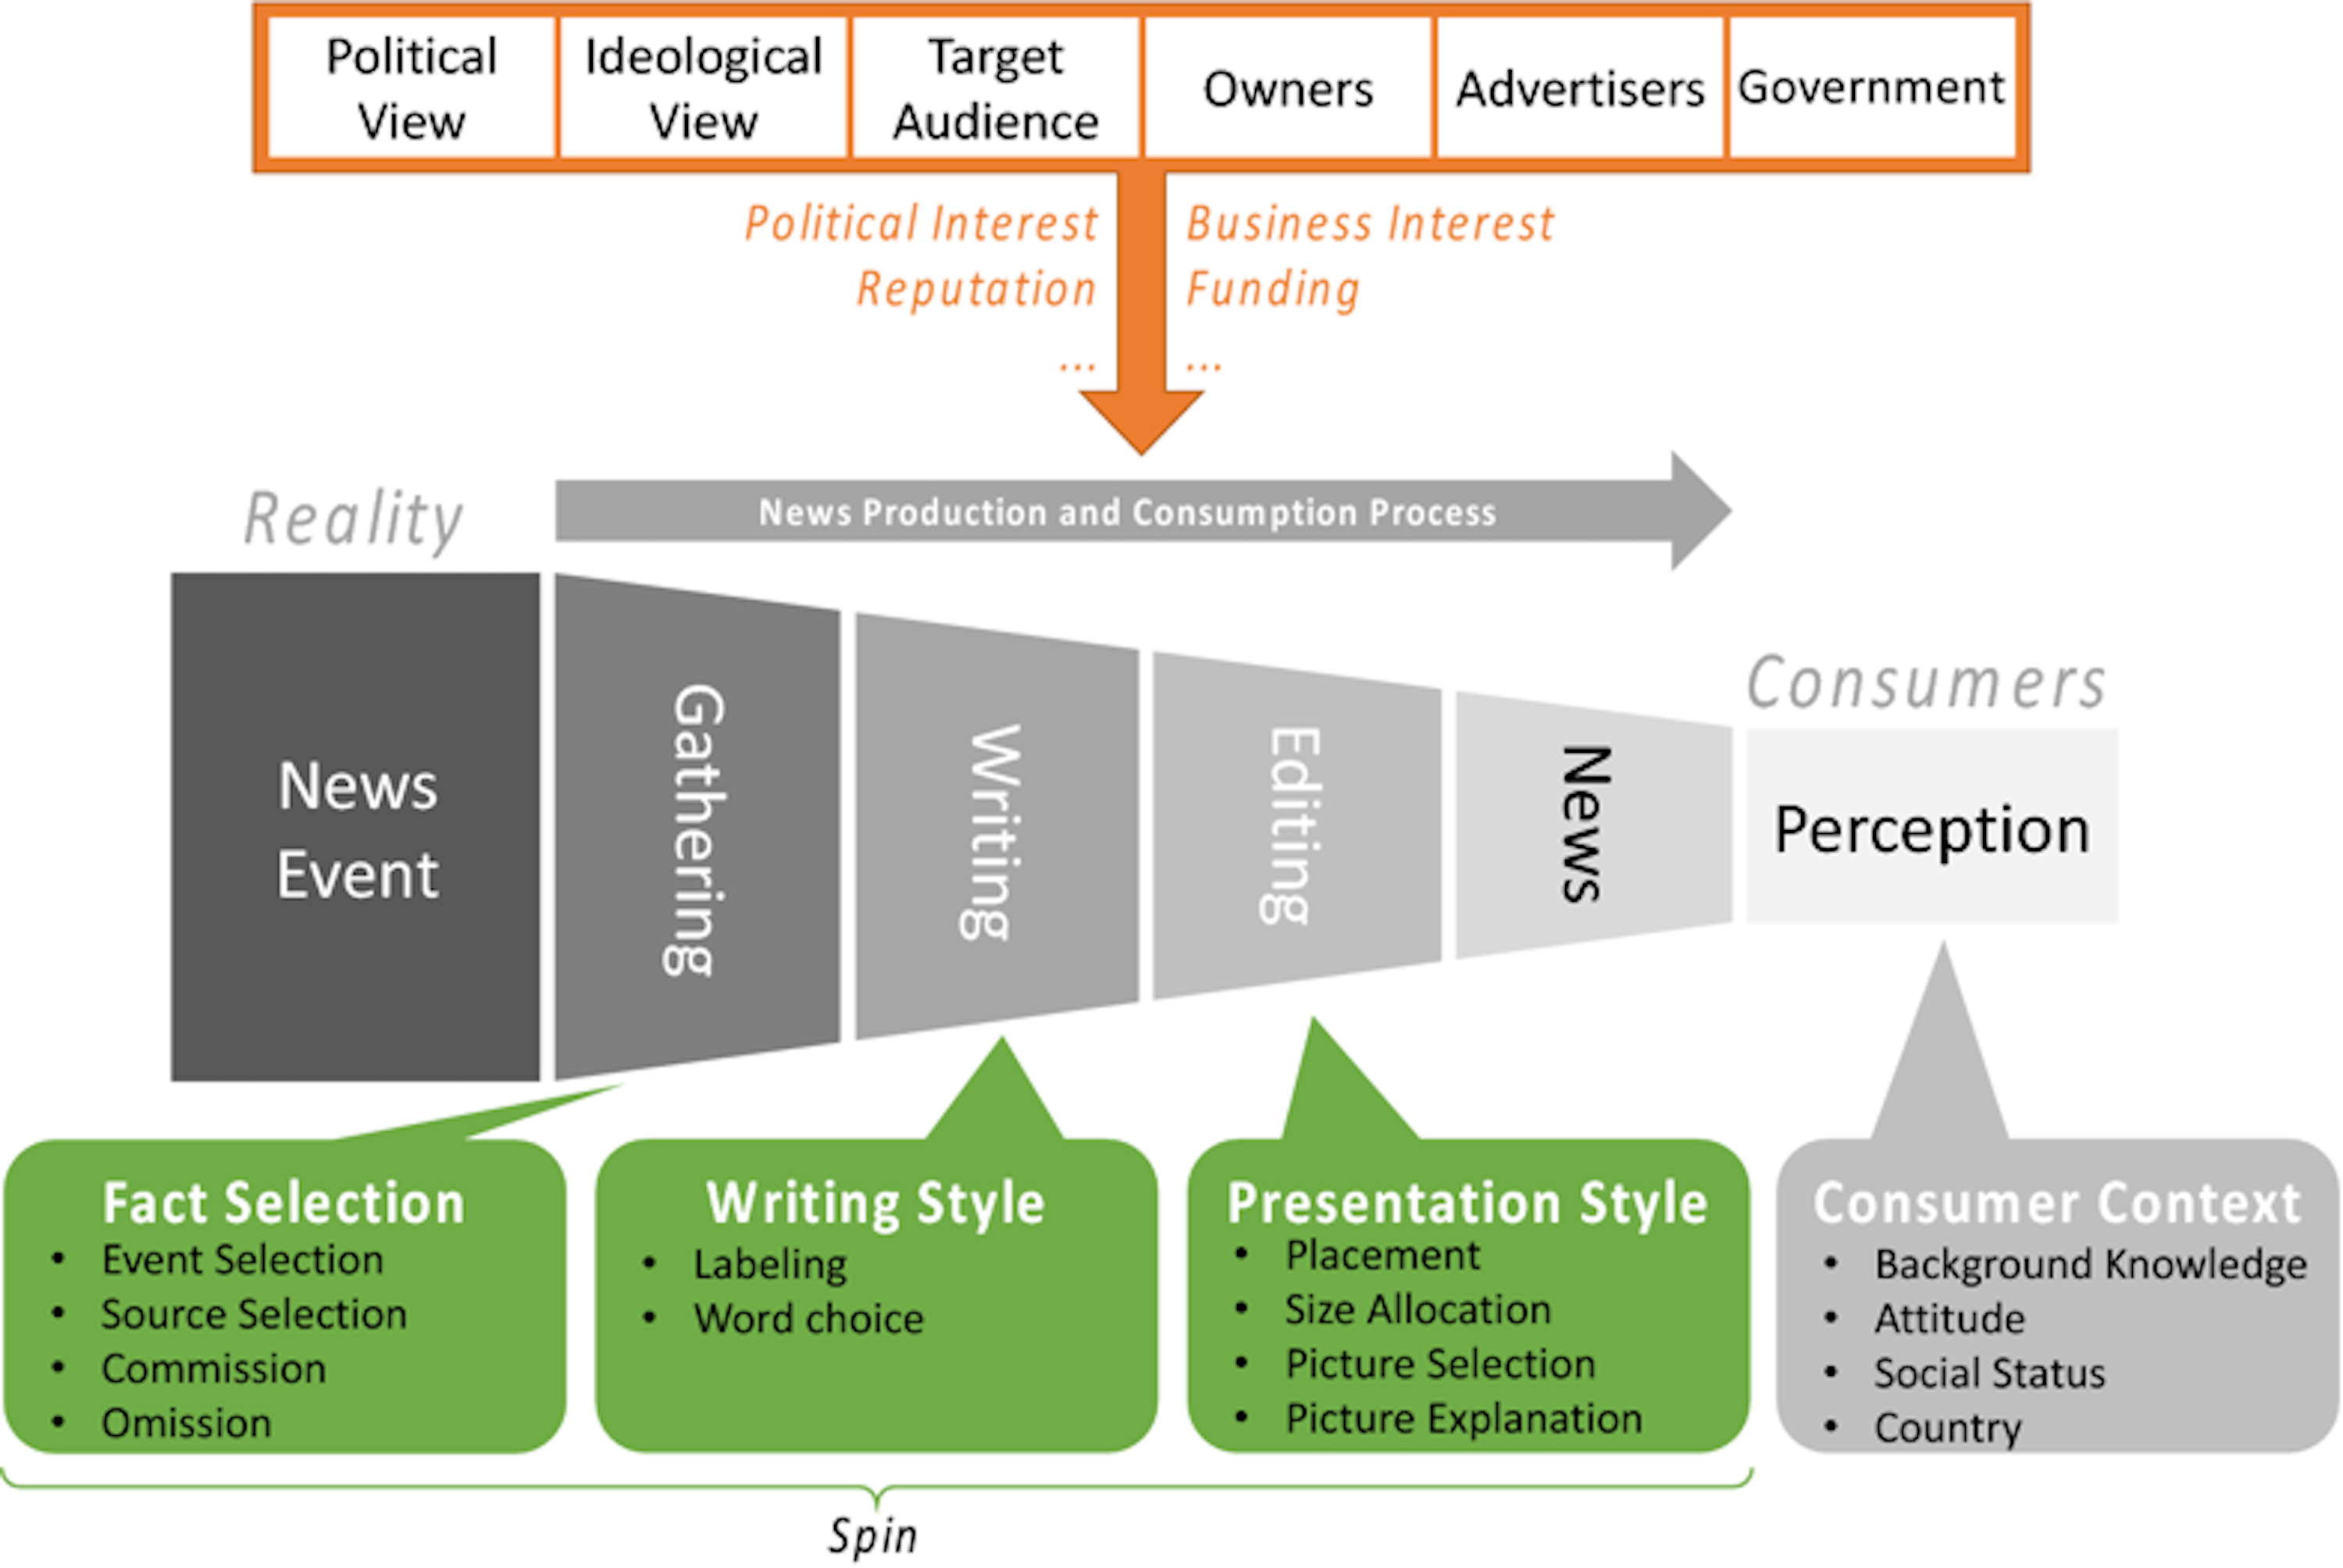 Political
View
Ideological
View
Target
Audience
Owners
Advertisers
Government
Political Interest
Reputation
...
Business Interest
Funding
...
Reality
News Production and Consumption Process
Consumers
News
Event
Gathering
Writing
Editing
News
Perception
Fact Selection
• Event Selection
• Source Selection
• Commission
• Omission
Writing Style
• Labeling
• Word choice
Presentation Style
• Placement
• Size Allocation
• Picture Selection
• Picture Explanation
Consumer Context
• Background Knowledge
• Attitude
• Social Status
• Country
Spin